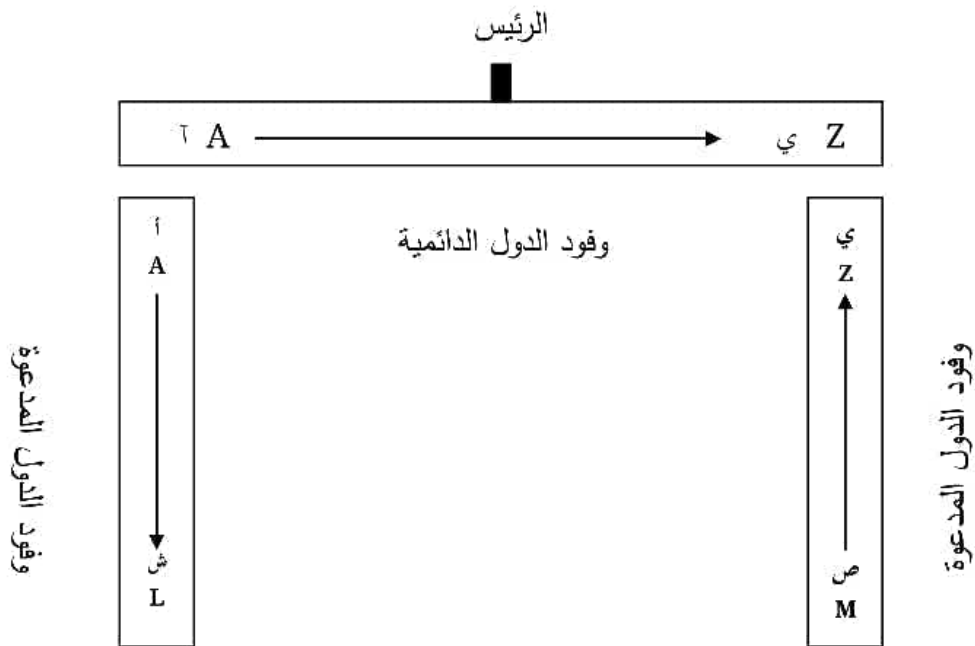 الرئيس
آ A
ي Z
وفود الدول الدائمية
أ
A
ش
L
ي
Z
ص
M
وفود الدول المدعوة
وفود الدول المدعوة